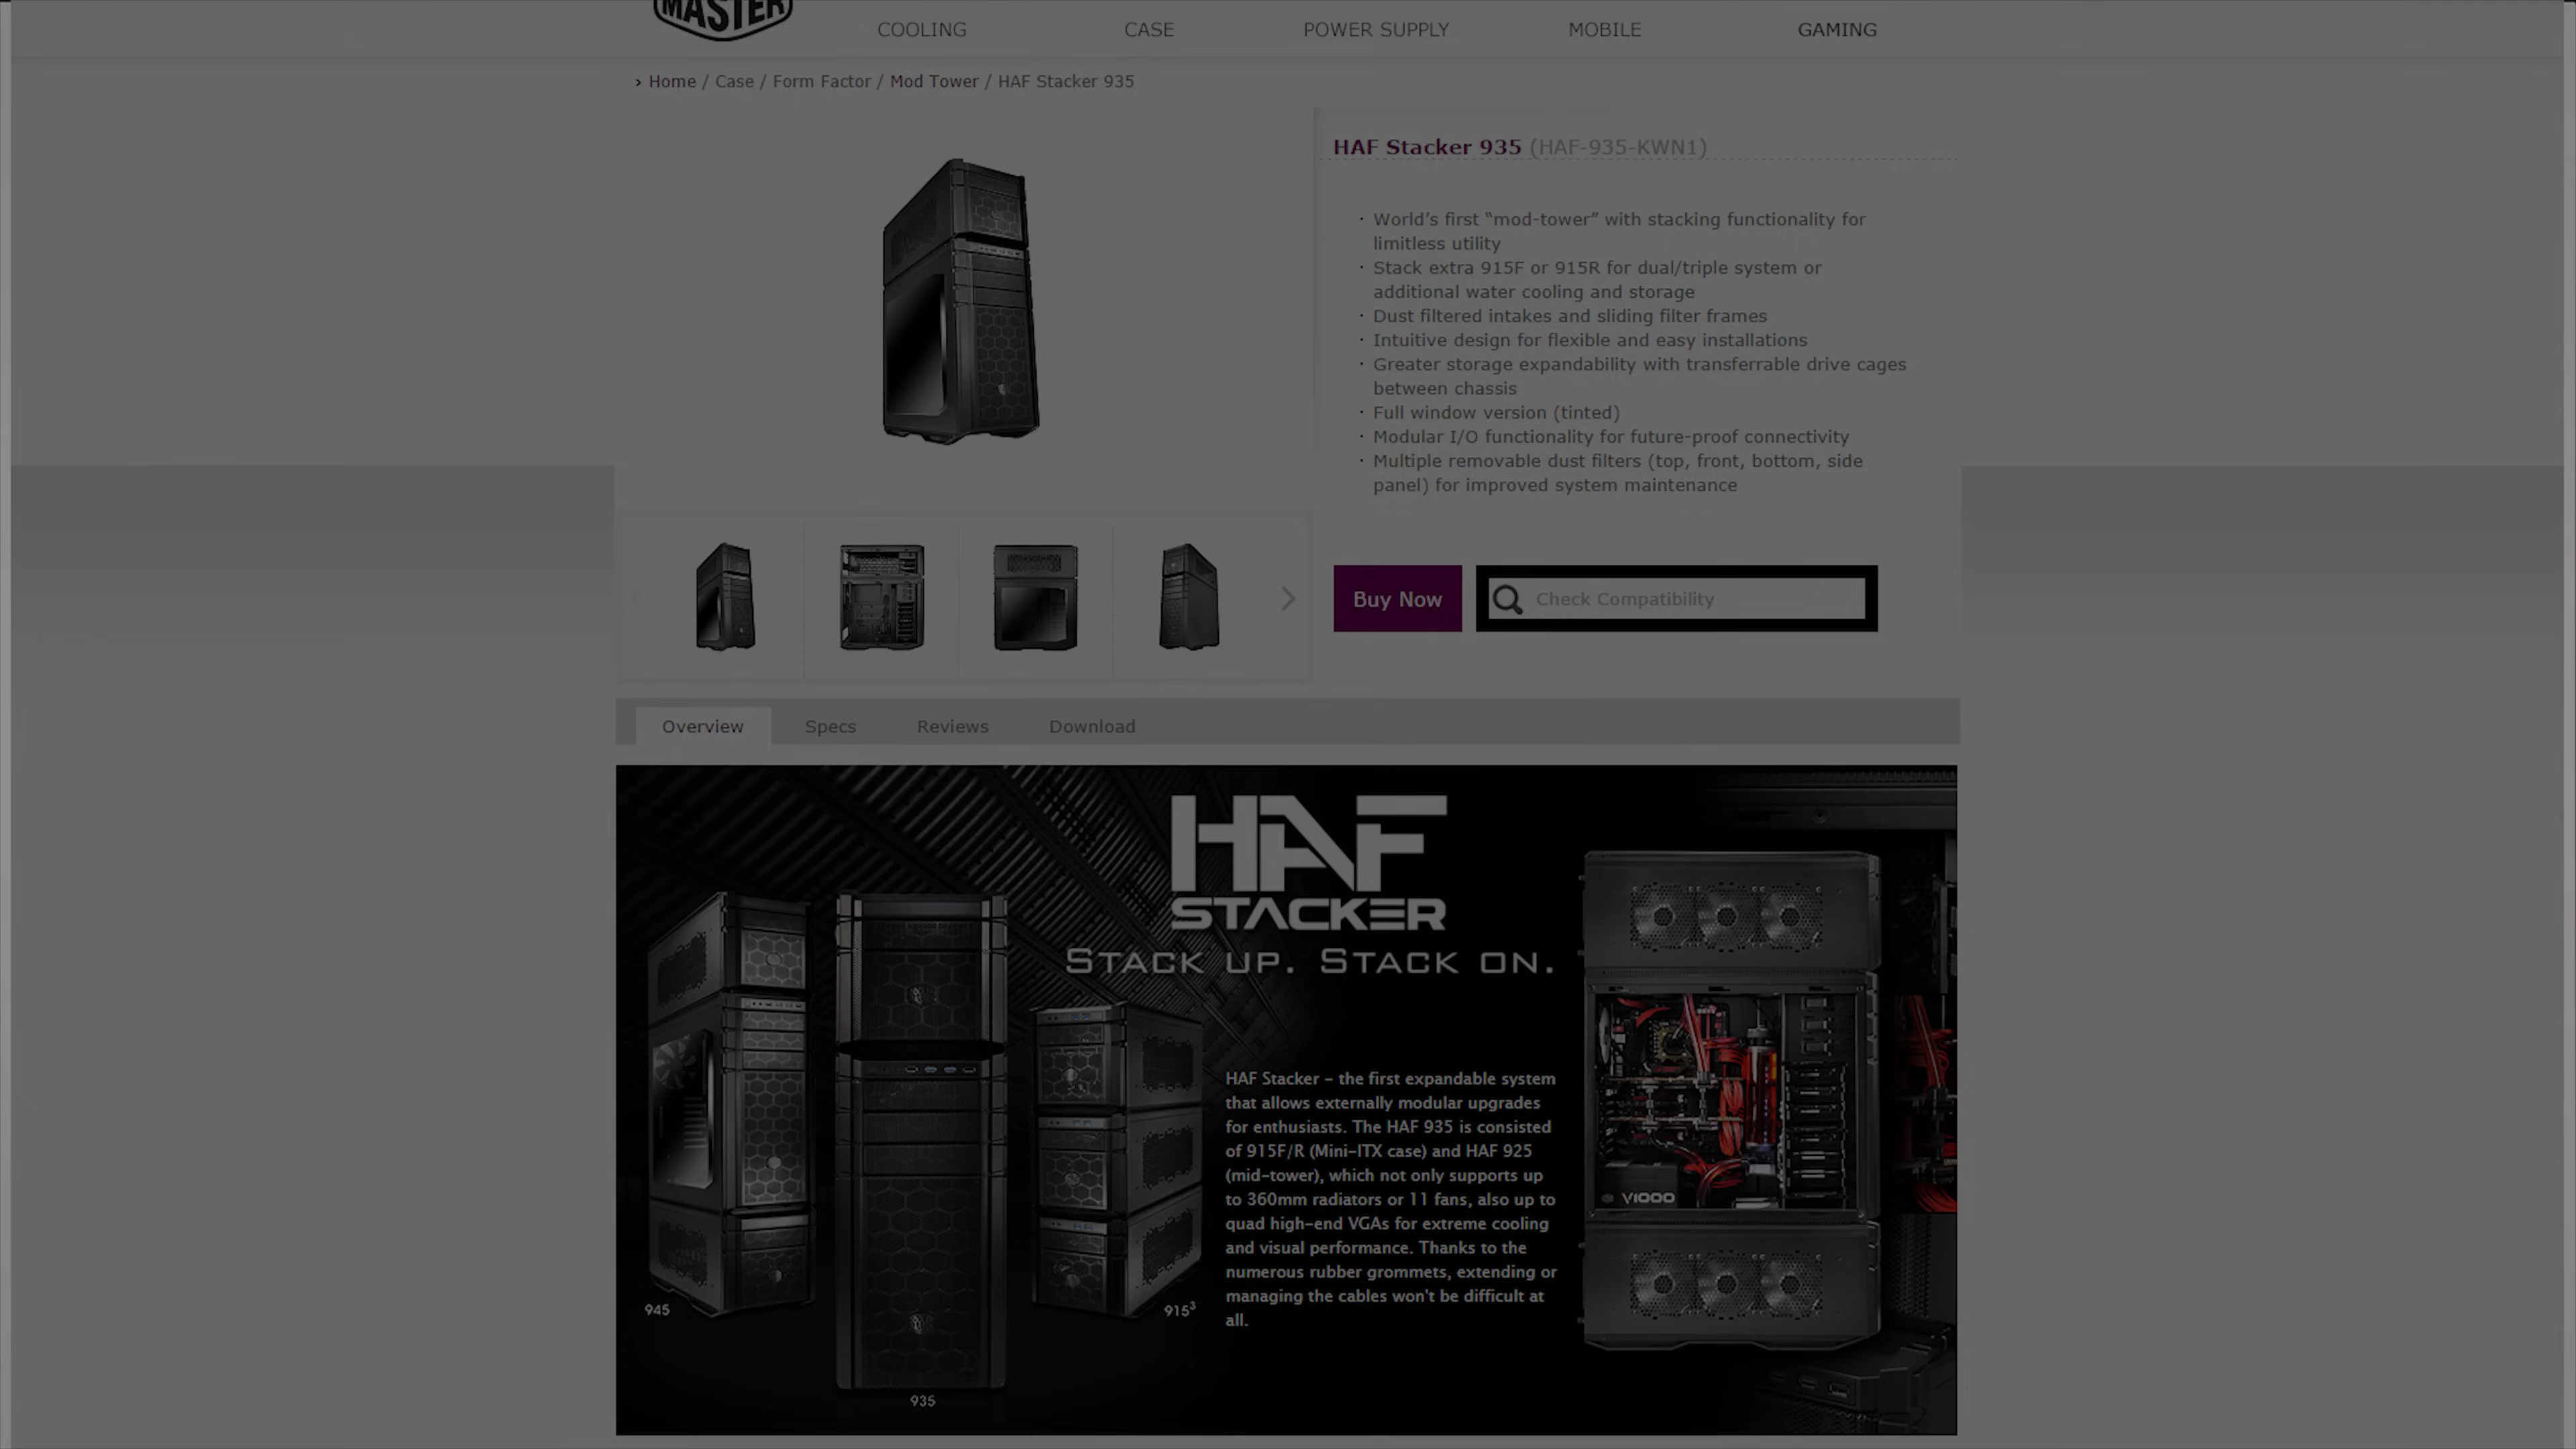 MASTER
COOLING
CASE
POWER SUPPLY
MOBILE
GAMING
› Home / Case / Form Factor / Mod Tower / HAF Stacker 935
HAF Stacker 935 (HAF-935-KWN1)
· World's first “mod-tower” with stacking functionality for
limitless utility
· Stack extra 915F or 915R for dual/triple system or
additional water cooling and storage
· Dust filtered intakes and sliding filter frames
· Intuitive design for flexible and easy installations
· Greater storage expandability with transferrable drive cages
between chassis
· Full window version (tinted)
· Modular I/O functionality for future-proof connectivity
· Multiple removable dust filters (top, front, bottom, side
panel) for improved system maintenance
Buy Now
Check Compatibility
Overview
Specs
Reviews
Download
HAF
STACKER
STACK UP. STACK ON.
HAF Stacker – the first expandable system
that allows externally modular upgrades
for enthusiasts. The HAF 935 is consisted
of 915F/R (Mini-ITX case) and HAF 925
(mid-tower), which not only supports up
to 360mm radiators or 11 fans, also up to
quad high-end VGAs for extreme cooling
and visual performance. Thanks to the
numerous rubber grommets, extending or
managing the cables won't be difficult at
all.
V1000
945
915³
935